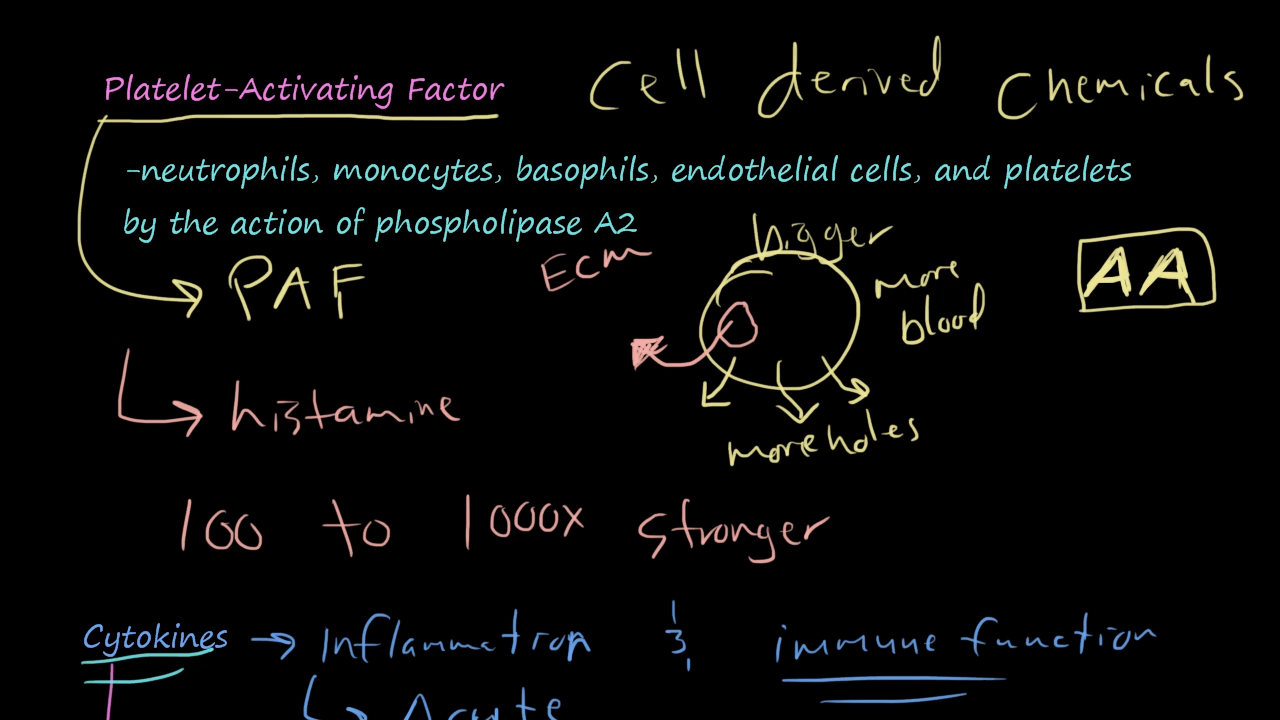 Platelet-Activating Factor
Cell derived Chemicals
-neutrophils, monocytes, basophils, endothelial cells, and platelets
by the action of phospholipase A2
PAF
ECM
bigger
more
blood
AA
more holes
histamine
100 to 1000x stronger
Cytokines → Inflammation & immune function
Acute